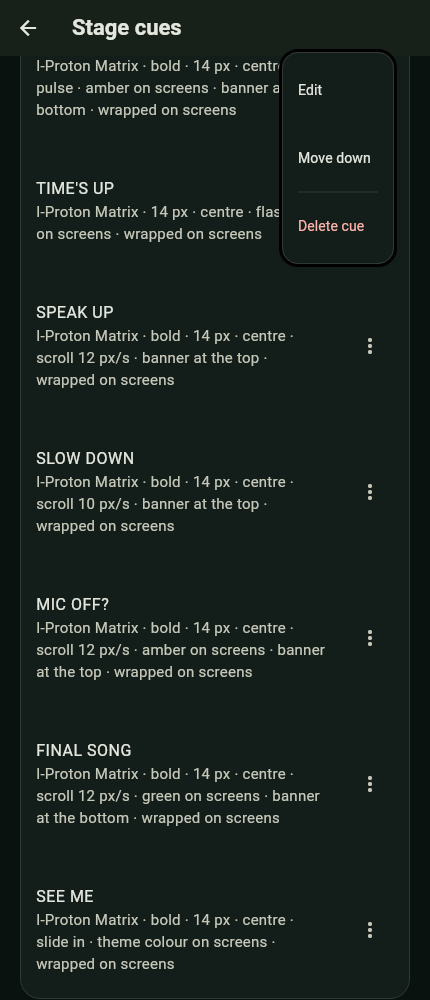 Stage cues
I-Proton Matrix · bold · 14 px · centre
pulse · amber on screens · banner
bottom · wrapped on screens
Edit
Move down
Delete cue
TIME'S UP
I-Proton Matrix · 14 px · centre ·
on screens · wrapped on screens
SPEAK UP
I-Proton Matrix · bold · 14 px · centre ·
scroll 12 px/s · banner at the top ·
wrapped on screens
SLOW DOWN
I-Proton Matrix · bold · 14 px · centre ·
scroll 10 px/s · banner at the top ·
wrapped on screens
MIC OFF?
I-Proton Matrix · bold · 14 px · centre ·
scroll 12 px/s · amber on screens · banner
at the top · wrapped on screens
FINAL SONG
I-Proton Matrix · bold · 14 px · centre ·
scroll 12 px/s · green on screens · banner
at the bottom · wrapped on screens
SEE ME
I-Proton Matrix · bold · 14 px · centre ·
slide in · theme colour on screens ·
wrapped on screens